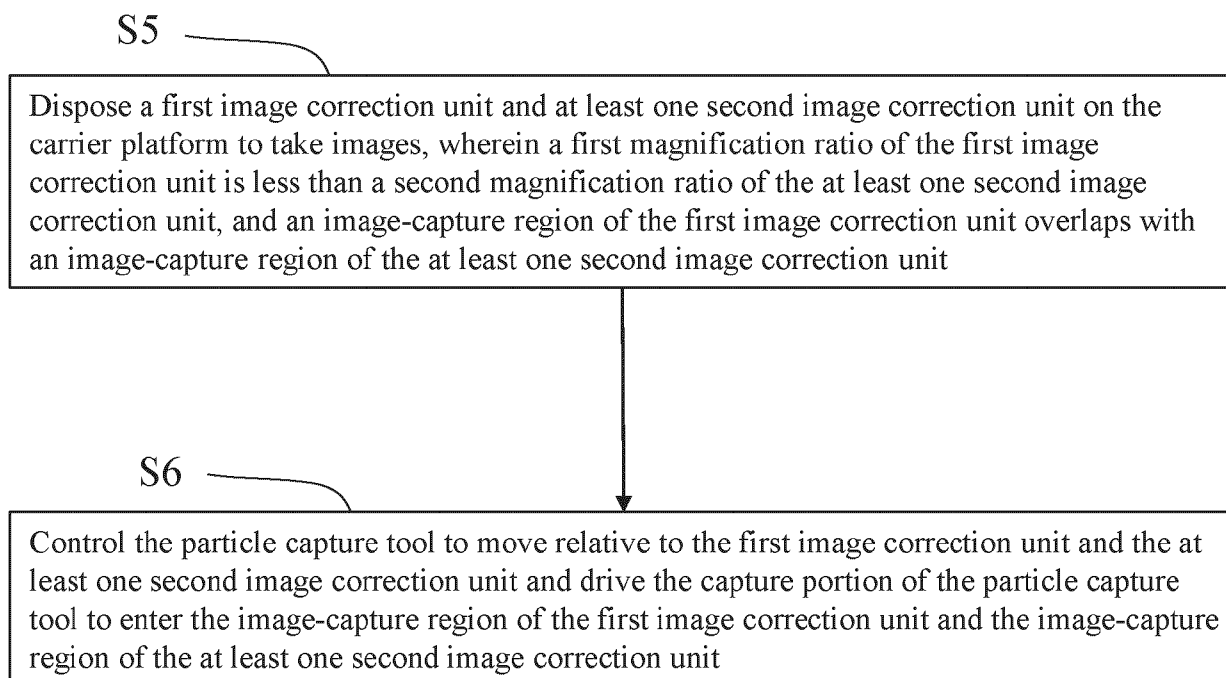 S5
Dispose a first image correction unit and at least one second image correction unit on the
carrier platform to take images, wherein a first magnification ratio of the first image
correction unit is less than a second magnification ratio of the at least one second image
correction unit, and an image-capture region of the first image correction unit overlaps with
an image-capture region of the at least one second image correction unit
S6
Control the particle capture tool to move relative to the first image correction unit and the at
least one second image correction unit and drive the capture portion of the particle capture
tool to enter the image-capture region of the first image correction unit and the image-capture
region of the at least one second image correction unit